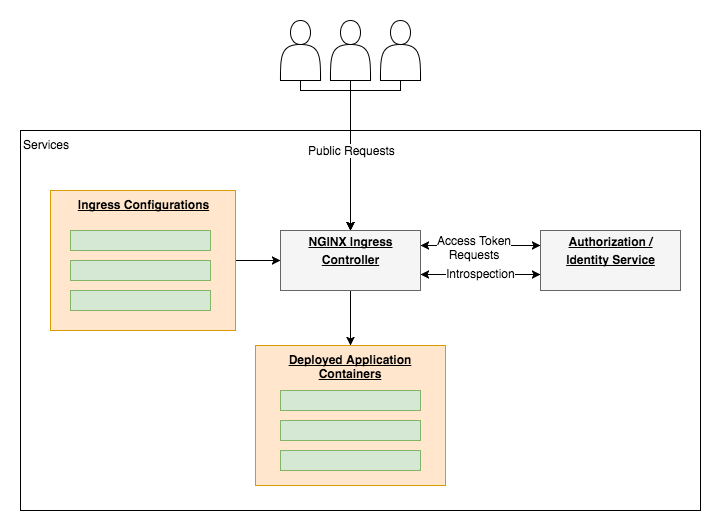 Services
Public Requests
Ingress Configurations
NGINX Ingress
Controller
Access Token
Requests
Introspection
Authorization /
Identity Service
Deployed Application
Containers